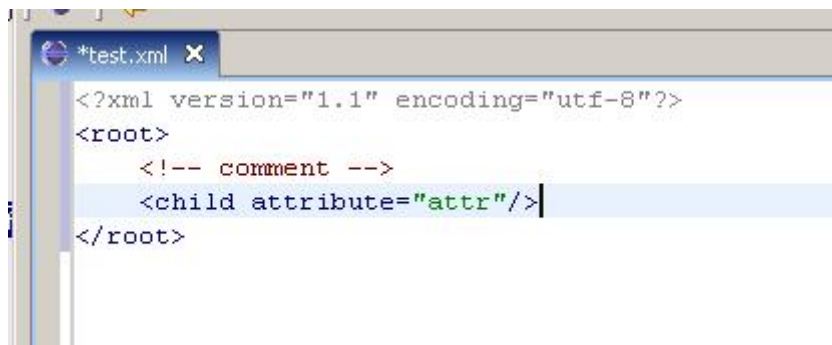 *test.xml
<?xml version="1.1" encoding="utf-8"?>
<root>
    <!-- comment -->
    <child attribute="attr"/>
</root>